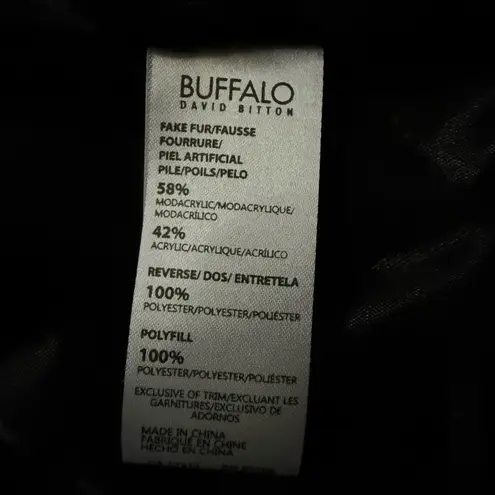 BUFFALO
DAVID BITTON
FAKE FUR/FAUSSE
FOURRURE/
PIEL ARTIFICIAL
PILE/POILS/PELO
58%
MODACRYLIC/MODACRYLIQUE/
MODACRÍLICO
42%
ACRYLIC/ACRYLIQUE/ACRÍLICO
REVERSE/ DOS/ ENTRETELA
100%
POLYESTER/POLYESTER/POLIÉSTER
POLYFILL
100%
POLYESTER/POLYESTER/POLIÉSTER
EXCLUSIVE OF TRIM/EXCLUANT LES
GARNITURES/EXCLUSIVO DE
ADORNOS
MADE IN CHINA
FABRIQUÉ EN CHINE
HECHO EN CHINA